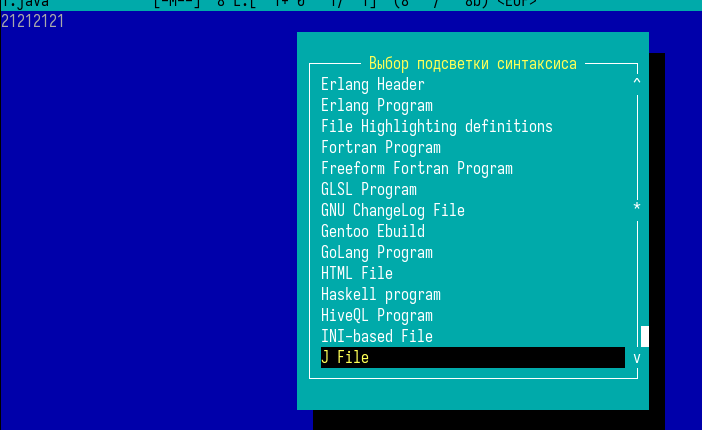 1.java [-M--] 8 L:[ 1+ 0 1/ 1] (8 / 8b) <EOF>
21212121
Выбор подсветки синтаксиса
Erlang Header
Erlang Program
File Highlighting definitions
Fortran Program
Freeform Fortran Program
GLSL Program
GNU ChangeLog File
Gentoo Ebuild
GoLang Program
HTML File
Haskell program
HiveQL Program
INI-based File
J File